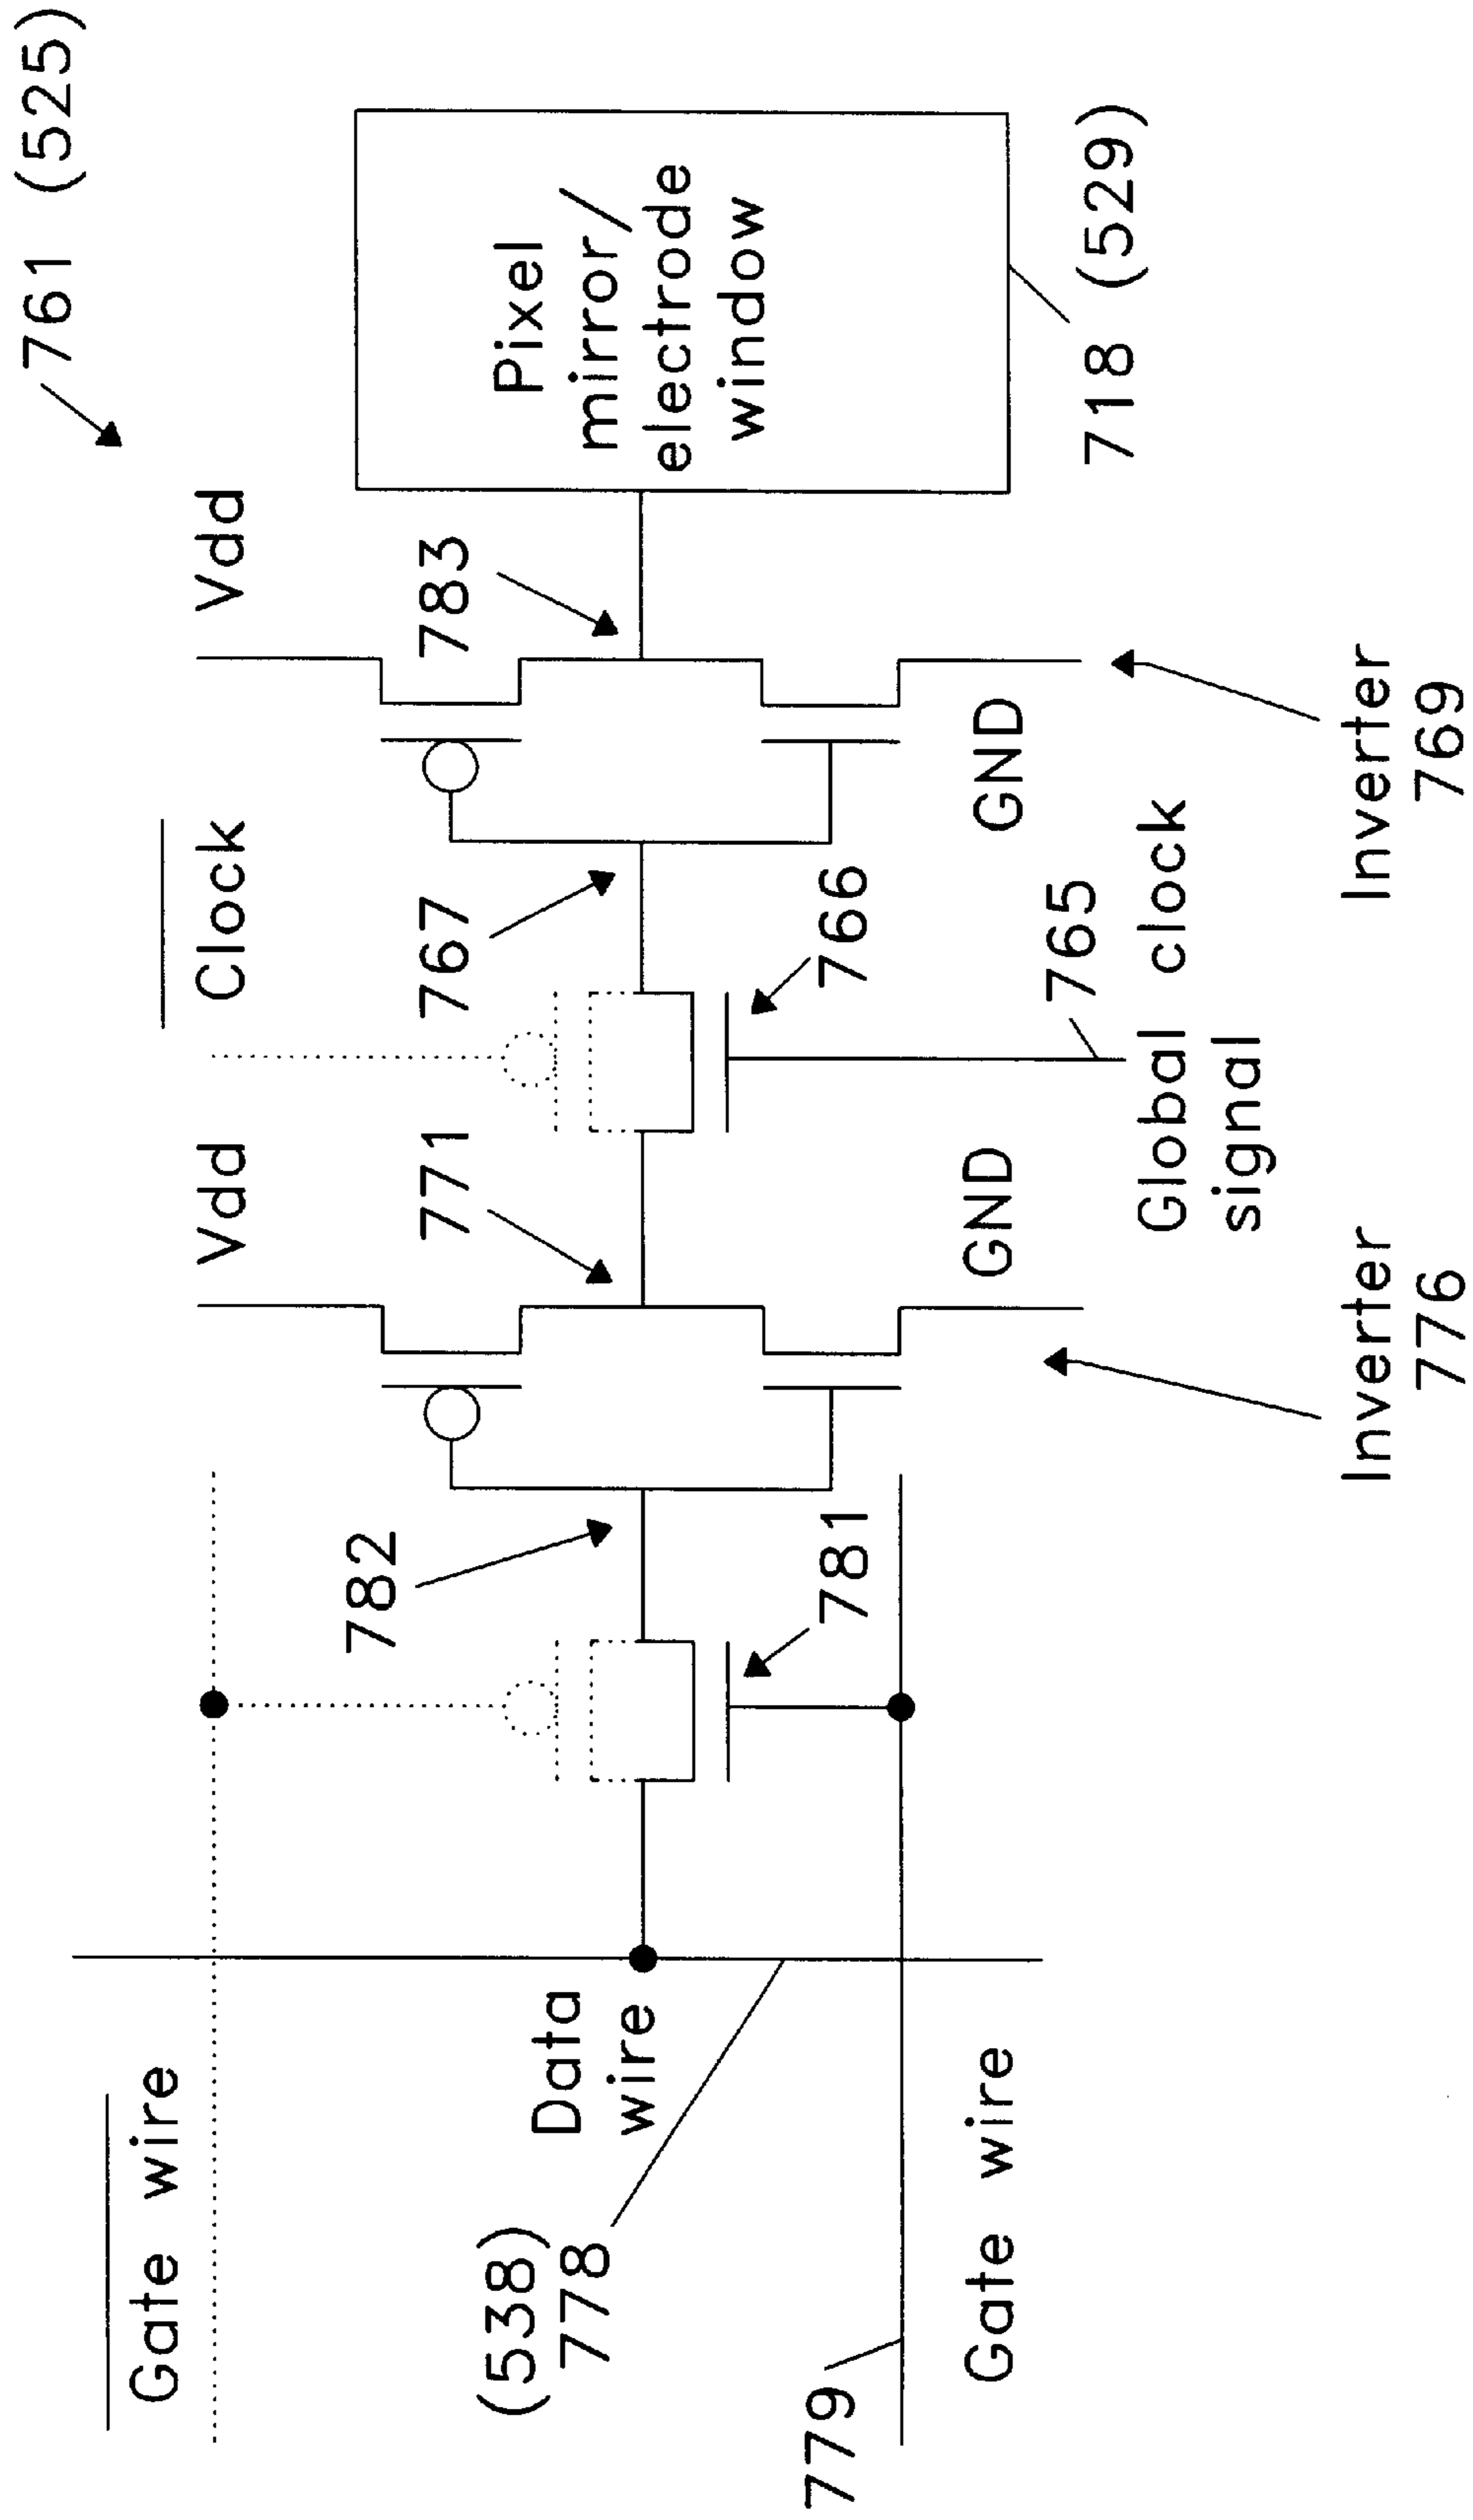 761 (525)
Gate wire
Vdd
Clock
Vdd
782
771
767
783
(538)
778
Data
wire
Pixel
mirror/
electrode
window
779
781
766
Gate wire
GND
765
GND
718 (529)
Global clock
signal
Inverter
776
Inverter
769